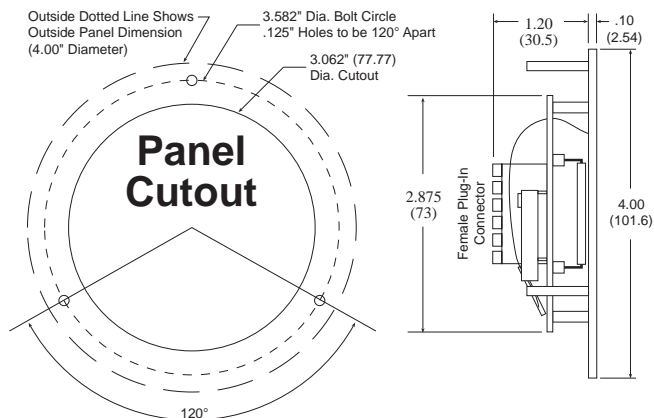 Outside Dotted Line Shows
Outside Panel Dimension
(4.00" Diameter)
3.582" Dia. Bolt Circle
.125" Holes to be 120° Apart
3.062" (77.77)
Dia. Cutout
Panel
Cutout
120°
1.20
(30.5)
.10
(2.54)
2.875
(73)
Female Plug-In
Connector
4.00
(101.6)